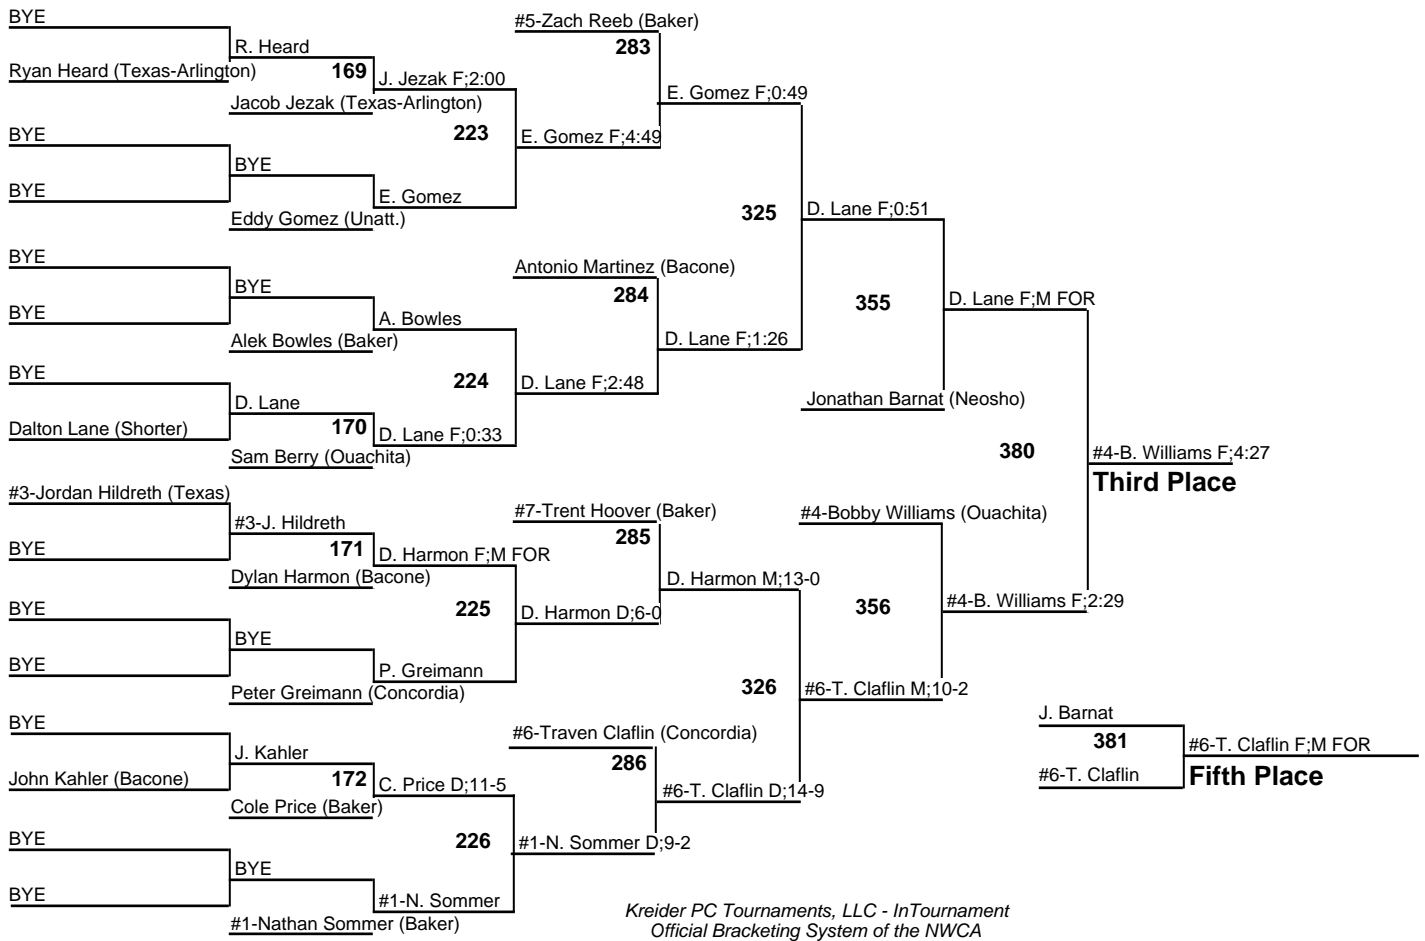 BYE
R. Heard
Ryan Heard (Texas-Arlington)
169
J. Jezak F;2:00
Jacob Jezak (Texas-Arlington)
223
BYE
BYE
BYE
E. Gomez
Eddy Gomez (Unatt.)
E. Gomez F;4:49
#5-Zach Reeb (Baker)
283
E. Gomez F;0:49
325
BYE
BYE
BYE
A. Bowles
Alek Bowles (Baker)
224
BYE
D. Lane
Dalton Lane (Shorter)
170
D. Lane F;0:33
Sam Berry (Ouachita)
D. Lane F;2:48
Antonio Martinez (Bacone)
284
D. Lane F;1:26
D. Lane F;0:51
355
Jonathan Barnat (Neosho)
D. Lane F;M FOR
380
#4-B. Williams F;4:27
Third Place
#3-Jordan Hildreth (Texas)
#3-J. Hildreth
BYE
171
D. Harmon F;M FOR
Dylan Harmon (Bacone)
225
BYE
BYE
BYE
P. Greimann
Peter Greimann (Concordia)
D. Harmon D;6-0
#7-Trent Hoover (Baker)
285
D. Harmon M;13-0
326
#4-Bobby Williams (Ouachita)
356
#4-B. Williams F;2:29
#6-T. Claflin M;10-2
BYE
J. Kahler
John Kahler (Bacone)
172
C. Price D;11-5
Cole Price (Baker)
226
BYE
BYE
BYE
#1-N. Sommer
#1-Nathan Sommer (Baker)
#1-N. Sommer D;9-2
#6-Traven Claflin (Concordia)
286
#6-T. Claflin D;14-9
J. Barnat
381
#6-T. Claflin
#6-T. Claflin F;M FOR
Fifth Place
Kreider PC Tournaments, LLC - InTournament
Official Bracketing System of the NWCA